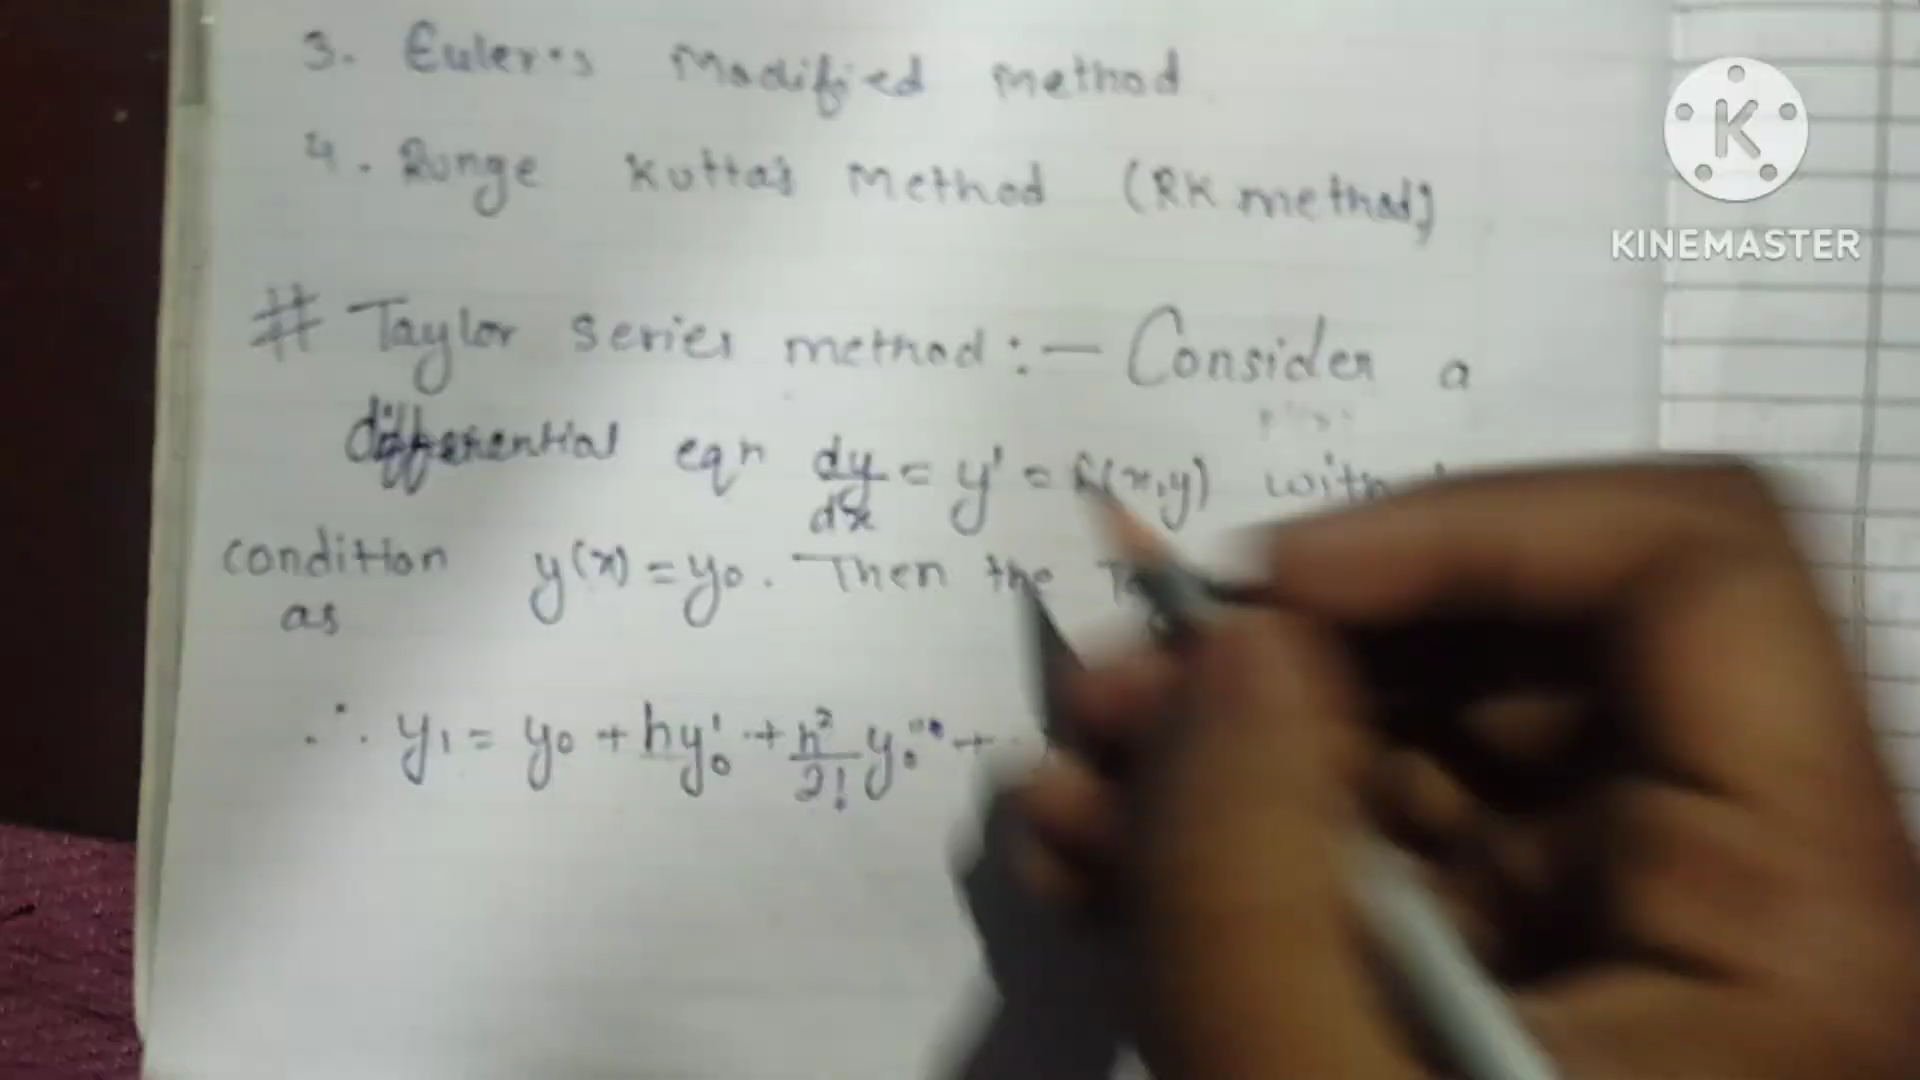 3. Euler's Modified Method
4. Runge Kutta's Method (RK method)
KINEMASTER
# Taylor Series method :- Consider a
differential eqn dy/dx = y' = f(x,y) with
condition y(x) = y0. Then the
as
∴ y1 = y0 + hy0' + h²/2! y0'' +